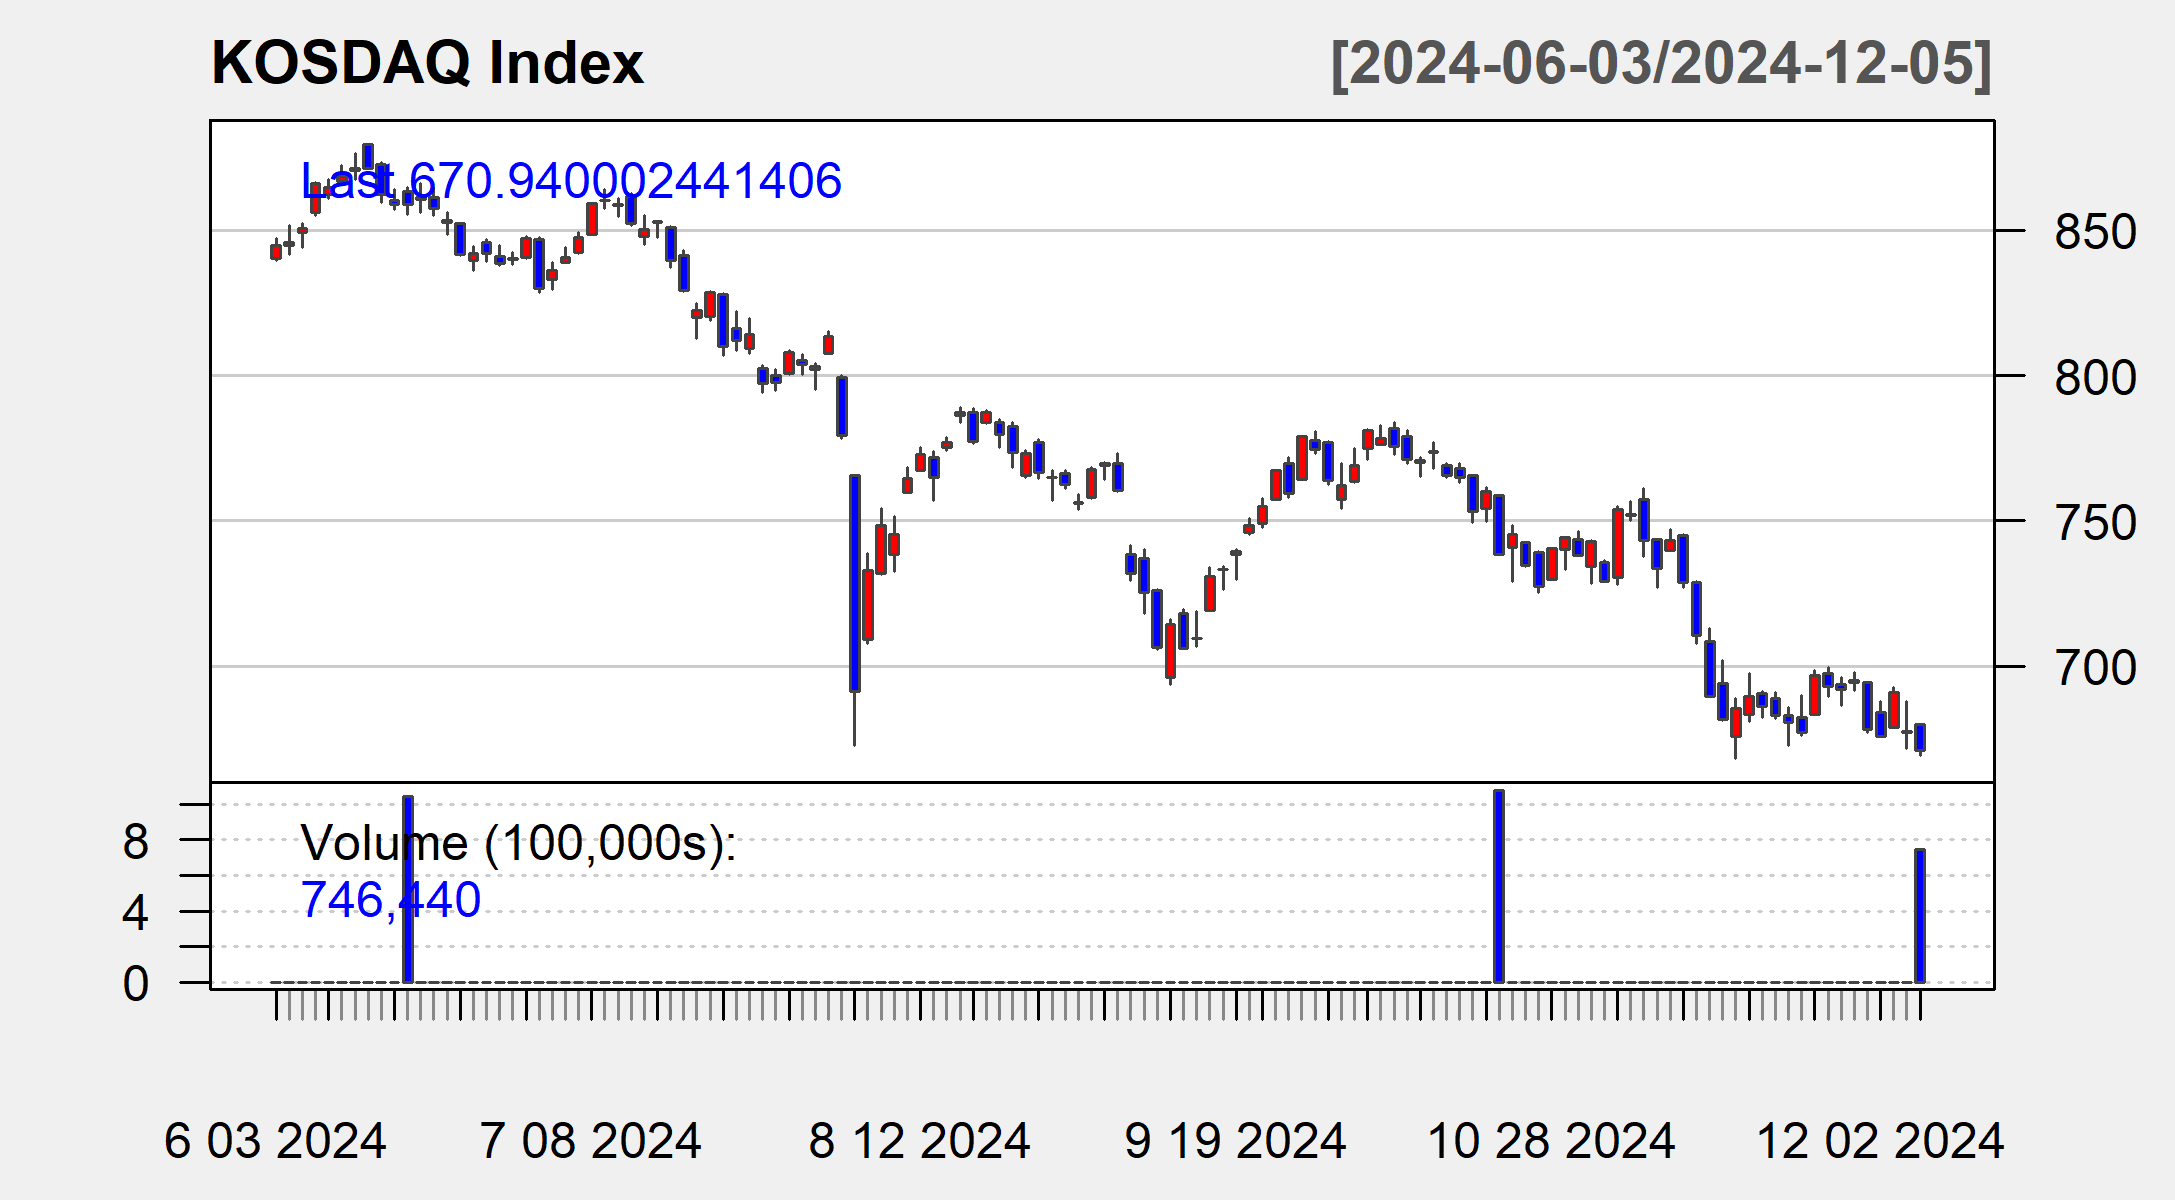 KOSDAQ Index
[2024-06-03/2024-12-05]
Last 670.940002441406
850
800
750
700
Volume (100,000s):
746,440
8
4
0
6 03 2024
7 08 2024
8 12 2024
9 19 2024
10 28 2024
12 02 2024